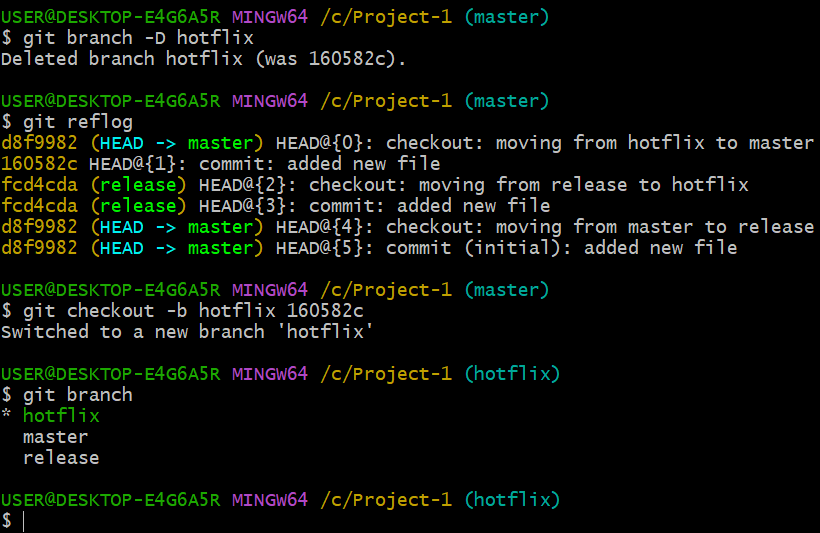 USER@DESKTOP-E4G6A5R MINGW64 /c/Project-1 (master)
$ git branch -D hotflix
Deleted branch hotflix (was 160582c).
USER@DESKTOP-E4G6A5R MINGW64 /c/Project-1 (master)
$ git reflog
d8f9982 (HEAD -> master) HEAD@{0}: checkout: moving from hotflix to master
160582c HEAD@{1}: commit: added new file
fcd4cda (release) HEAD@{2}: checkout: moving from release to hotflix
fcd4cda (release) HEAD@{3}: commit: added new file
d8f9982 (HEAD -> master) HEAD@{4}: checkout: moving from master to release
d8f9982 (HEAD -> master) HEAD@{5}: commit (initial): added new file
USER@DESKTOP-E4G6A5R MINGW64 /c/Project-1 (master)
$ git checkout -b hotflix 160582c
Switched to a new branch 'hotflix'
USER@DESKTOP-E4G6A5R MINGW64 /c/Project-1 (hotflix)
$ git branch
* hotflix
  master
  release
USER@DESKTOP-E4G6A5R MINGW64 /c/Project-1 (hotflix)
$